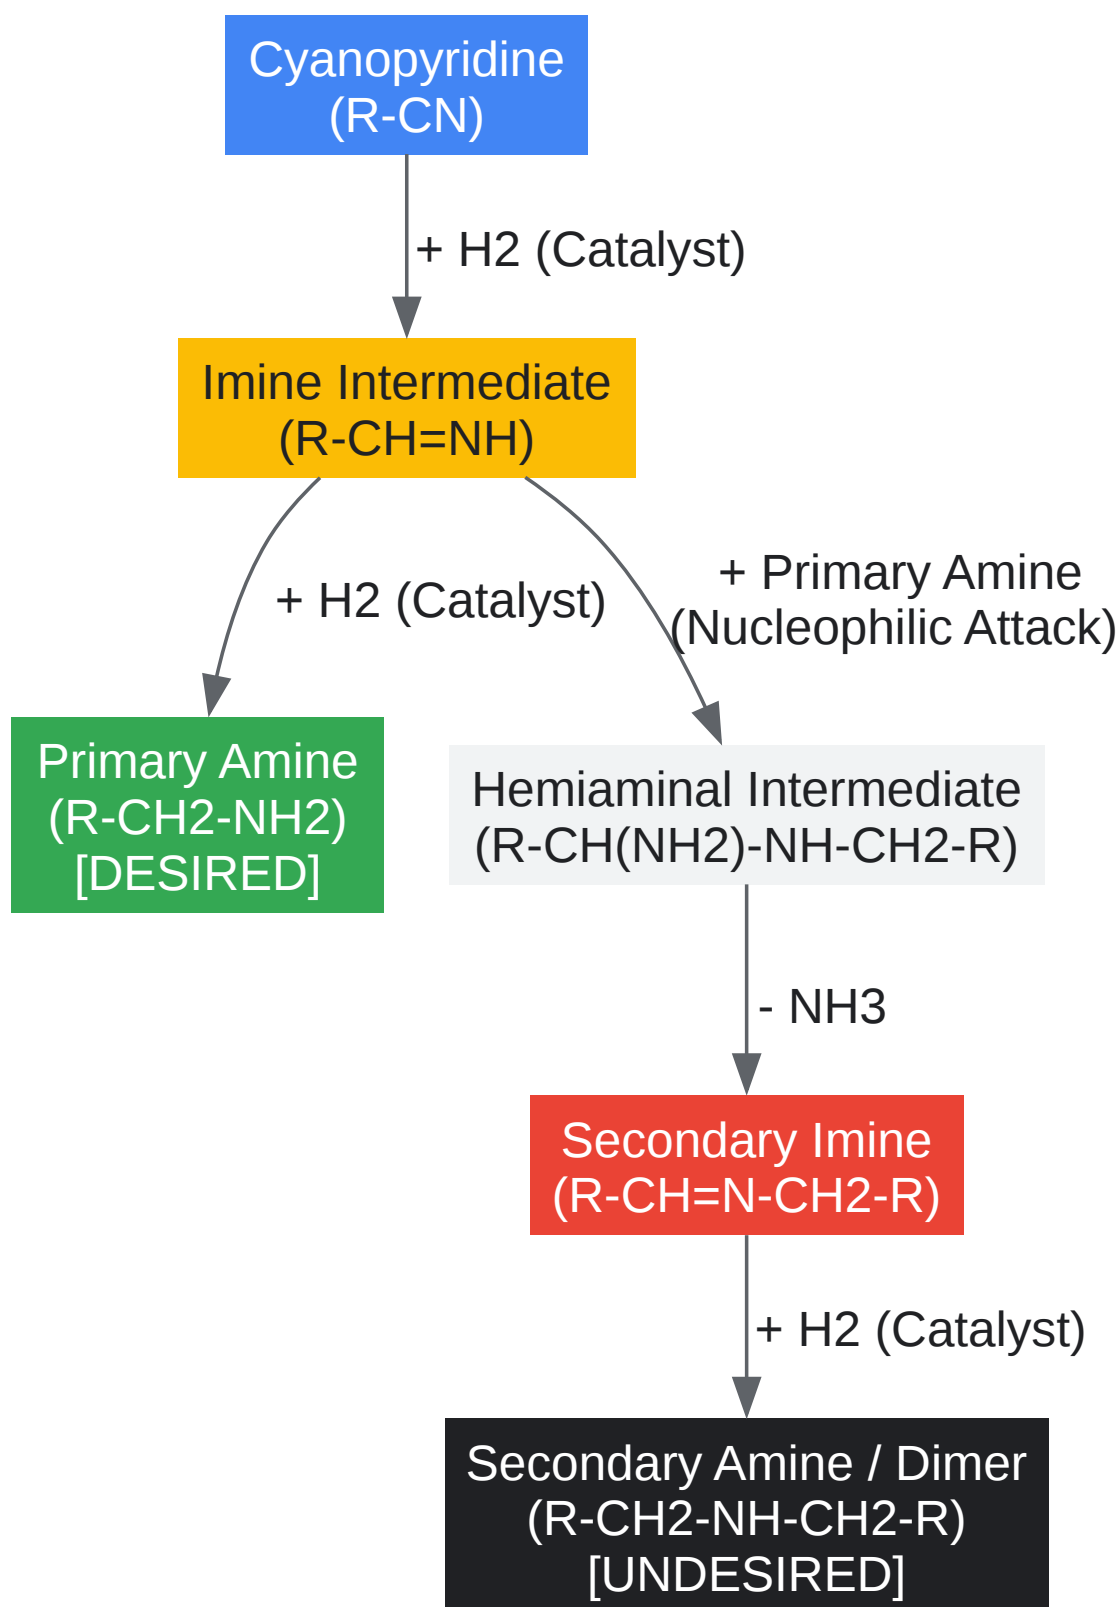 Cyanopyridine
(R-CN)
+ H2 (Catalyst)
Imine Intermediate
(R-CH=NH)
+ H2 (Catalyst)
+ Primary Amine
(Nucleophilic Attack)
Primary Amine
(R-CH2-NH2)
[DESIRED]
Hemiaminal Intermediate
(R-CH(NH2)-NH-CH2-R)
- NH3
Secondary Imine
(R-CH=N-CH2-R)
+ H2 (Catalyst)
Secondary Amine / Dimer
(R-CH2-NH-CH2-R)
[UNDESIRED]